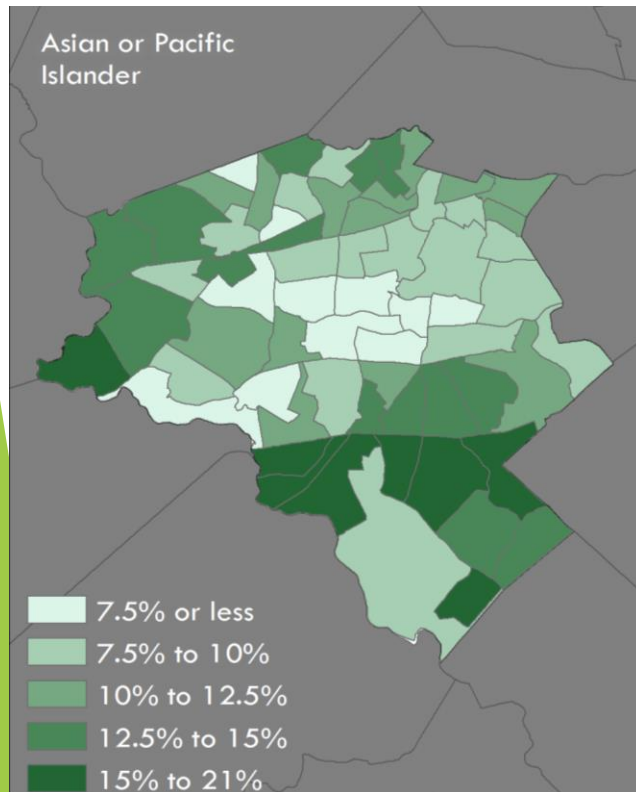 Asian or Pacific
Islander
7.5% or less
7.5% to 10%
10% to 12.5%
12.5% to 15%
15% to 21%